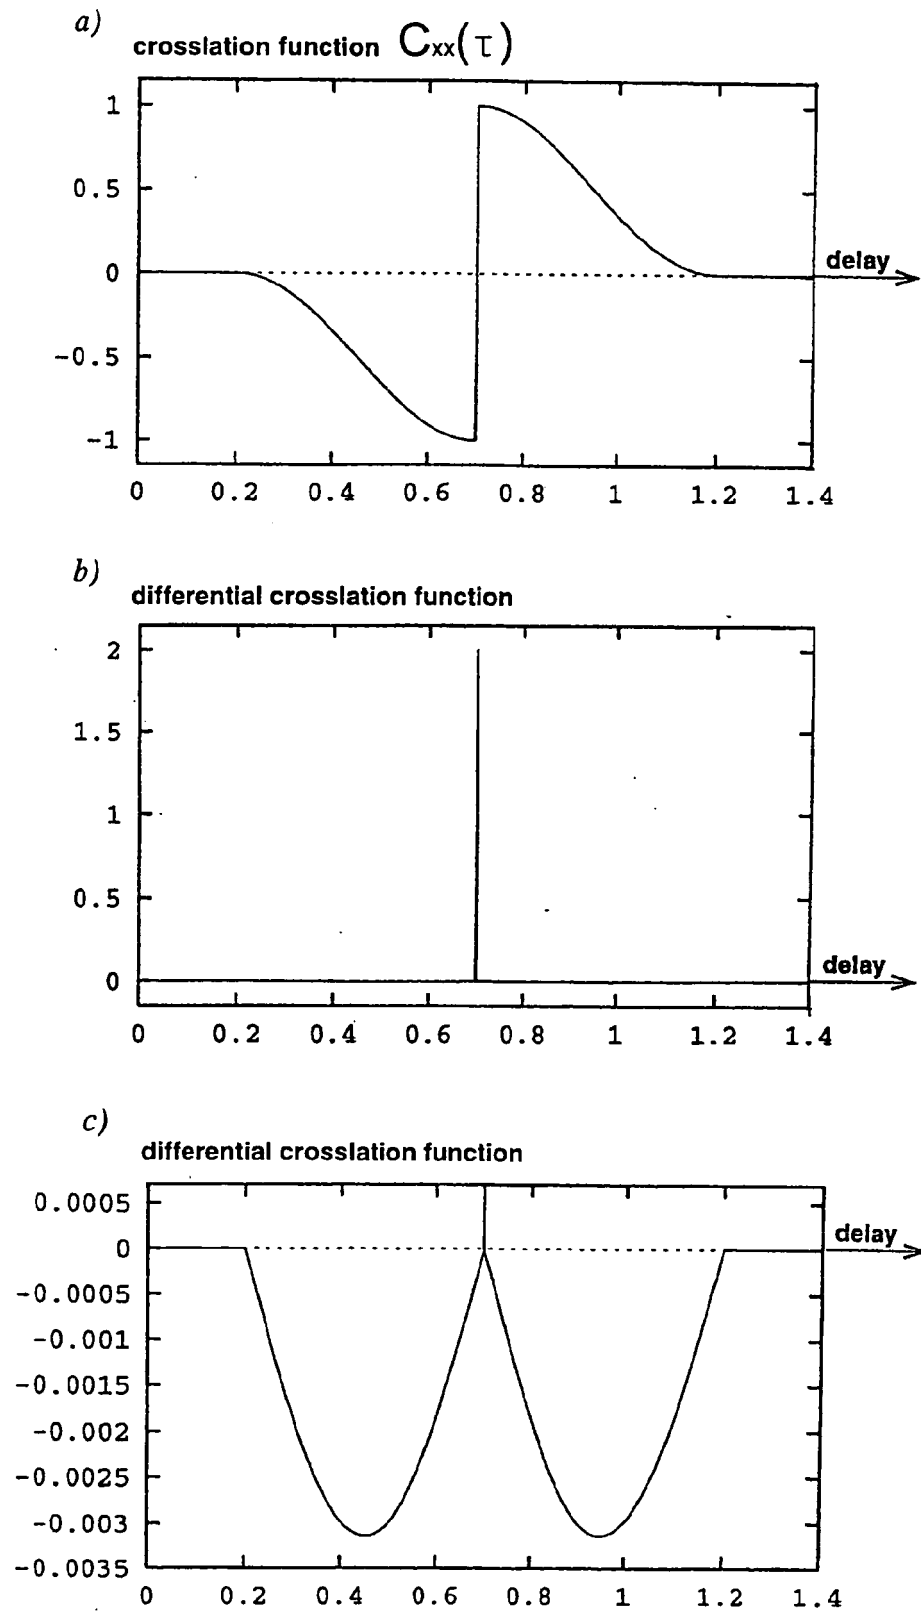 a)
crosslation function Cxx(τ)
1
0.5
0
-0.5
-1
delay
0 0.2 0.4 0.6 0.8 1 1.2 1.4
b)
differential crosslation function
2
1.5
1
0.5
0
delay
0 0.2 0.4 0.6 0.8 1 1.2 1.4
c)
differential crosslation function
0.0005
0
-0.0005
-0.001
-0.0015
-0.002
-0.0025
-0.003
-0.0035
delay
0 0.2 0.4 0.6 0.8 1 1.2 1.4